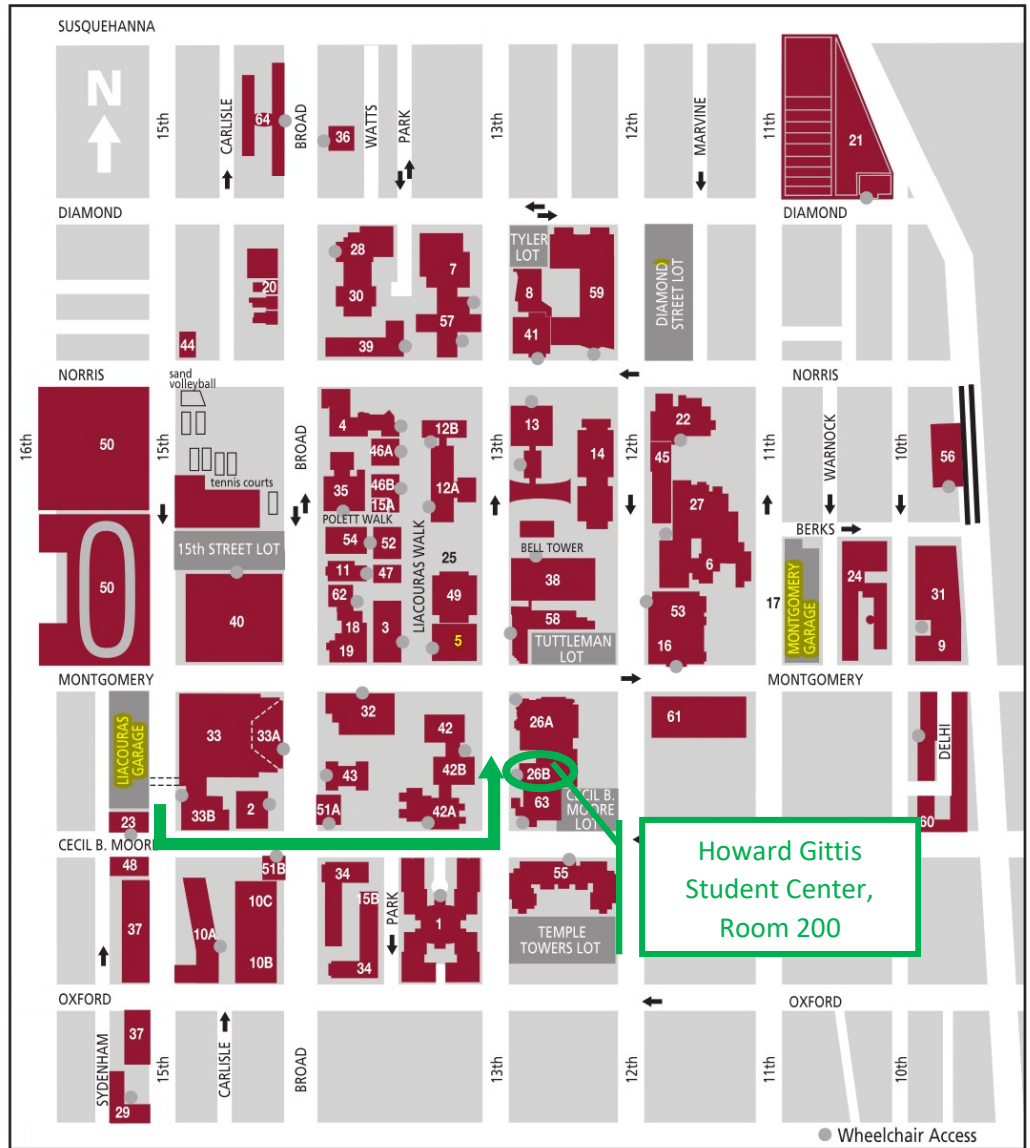 SUSQUEHANNA
N
15th
CARLISLE
64
BROAD
36
WATTS
PARK
13th
12th
MARVINE
11th
21
DIAMOND
DIAMOND
28
30
7
57
39
20
44
TYLER
LOT
8
59
41
DIAMOND
STREET LOT
NORRIS
NORRIS
16th
50
15th
sand
volleyball
tennis courts
BROAD
4
46A
35
46B
15A
12B
12A
13th
13
14
12th
22
45
27
6
11th
WARNOCK
10th
56
BERKS
POLETT WALK
15th STREET LOT
50
40
54
52
11
47
62
18
19
3
LIACOURAS WALK
25
49
5
BELL TOWER
38
58
TUTTLEMAN
LOT
53
16
17
MONTGOMERY
GARAGE
24
31
9
MONTGOMERY
MONTGOMERY
LIACOURAS
GARAGE
23
33
33A
33B
2
32
43
51A
42
42B
42A
26A
26B
63
CECIL B.
MOORE
LOT
61
DELHI
60
CECIL B. MOORE
48
37
10A
51B
10C
10B
34
15B
34
PARK
1
55
TEMPLE
TOWERS LOT
Howard Gittis
Student Center,
Room 200
OXFORD
OXFORD
37
29
SYDENHAM
15th
CARLISLE
BROAD
13th
12th
11th
10th
Wheelchair Access